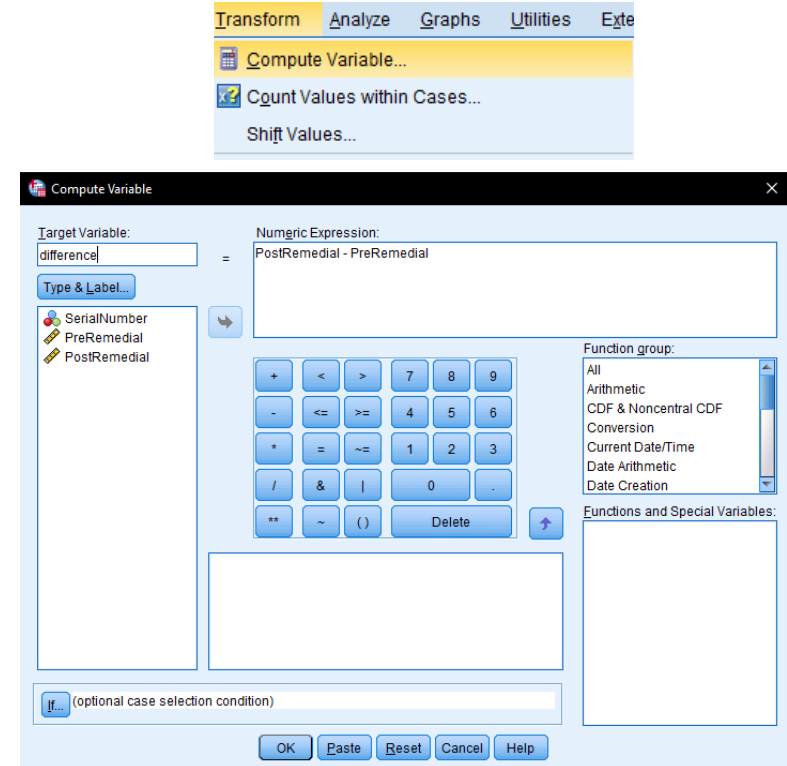 Transform Analyze Graphs Utilities Exte
Compute Variable...
Count Values within Cases...
Shift Values...
Compute Variable
Target Variable:
difference
=
Numeric Expression:
PostRemedial - PreRemedial
Type & Label...
SerialNumber
PreRemedial
PostRemedial
+ < > 7 8 9
- <= >= 4 5 6
* = ~= 1 2 3
/ & | 0 .
** ~ ( ) Delete
Function group:
All
Arithmetic
CDF & Noncentral CDF
Conversion
Current Date/Time
Date Arithmetic
Date Creation
Functions and Special Variables:
If... (optional case selection condition)
OK Paste Reset Cancel Help